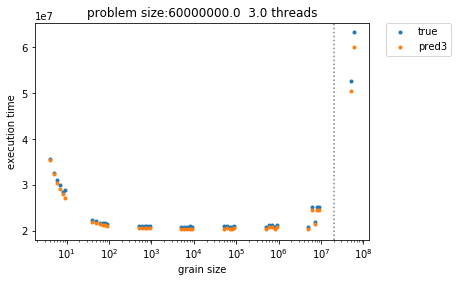 problem size:60000000.0  3.0 threads
1e7
true
pred3
6
5
4
3
2
execution time
10¹ 10² 10³ 10⁴ 10⁵ 10⁶ 10⁷ 10⁸
grain size